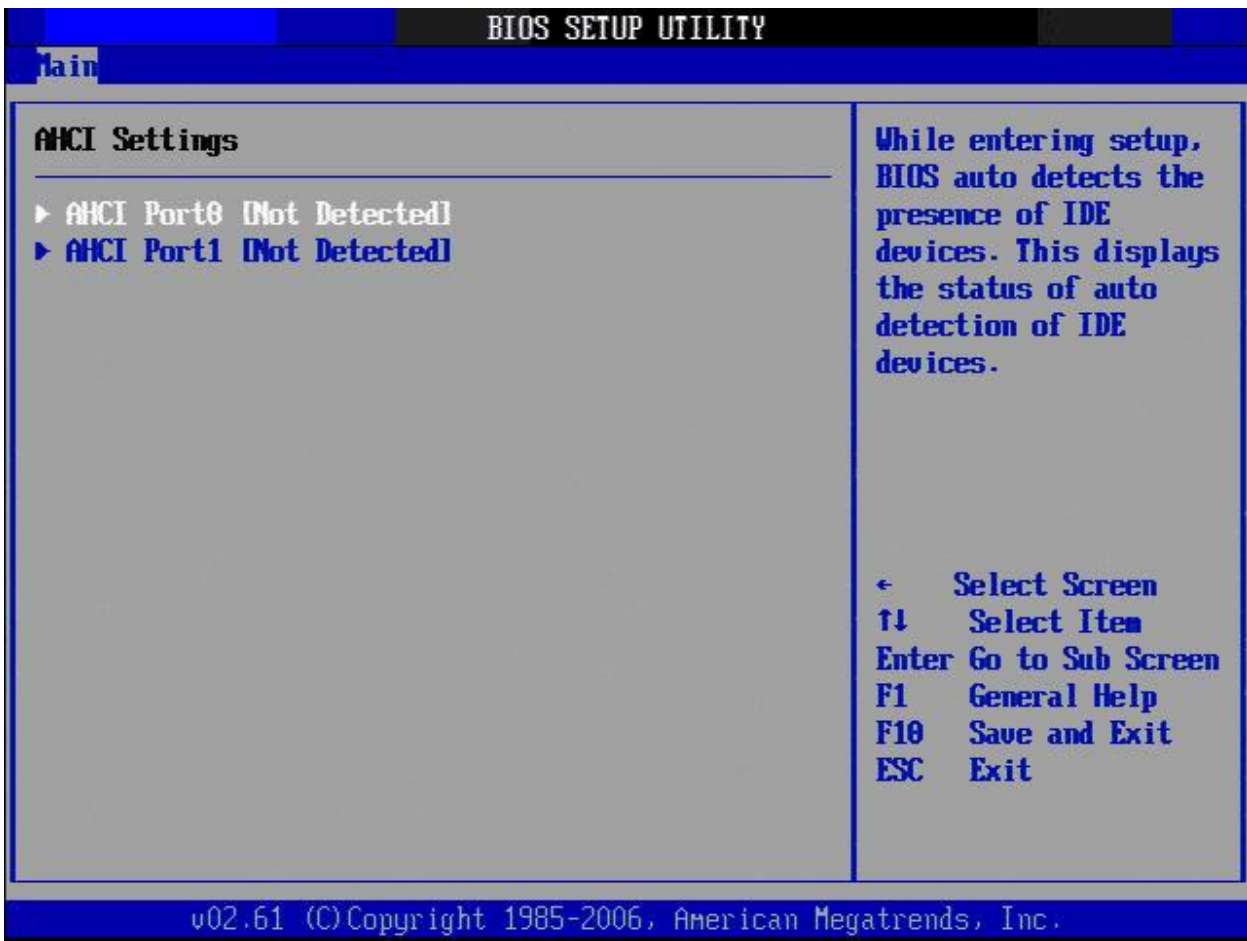 BIOS SETUP UTILITY
Main
AHCI Settings
▶ AHCI Port0 [Not Detected]
▶ AHCI Port1 [Not Detected]
While entering setup,
BIOS auto detects the
presence of IDE
devices. This displays
the status of auto
detection of IDE
devices.
← Select Screen
↑↓ Select Item
Enter Go to Sub Screen
F1 General Help
F10 Save and Exit
ESC Exit
v02.61 (C)Copyright 1985-2006, American Megatrends, Inc.